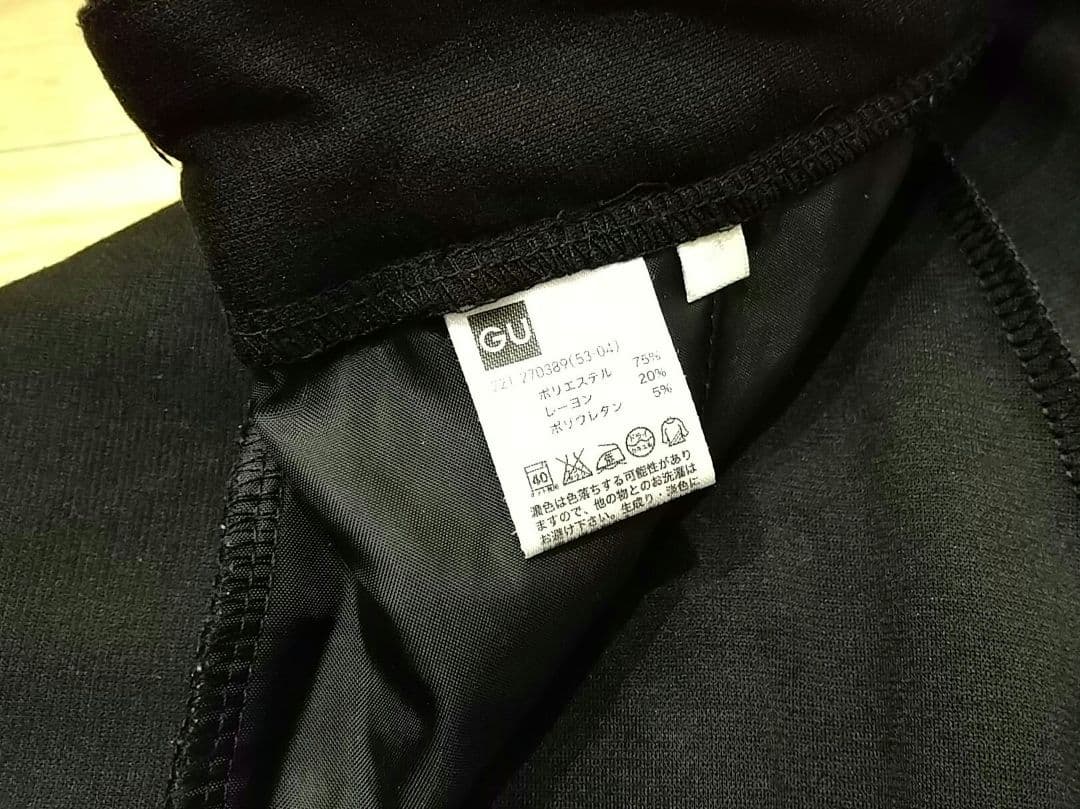 GU
221 270389(53-04)
ポリエステル 75%
レーヨン 20%
ポリウレタン 5%
40
濃色は色落ちする可能性があり
ますので、他の物とのお洗濯は
お避け下さい。生成り・淡色に